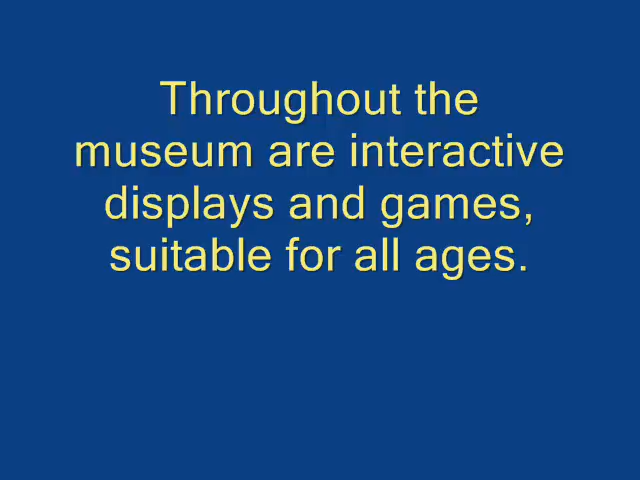 Throughout the
museum are interactive
displays and games,
suitable for all ages.